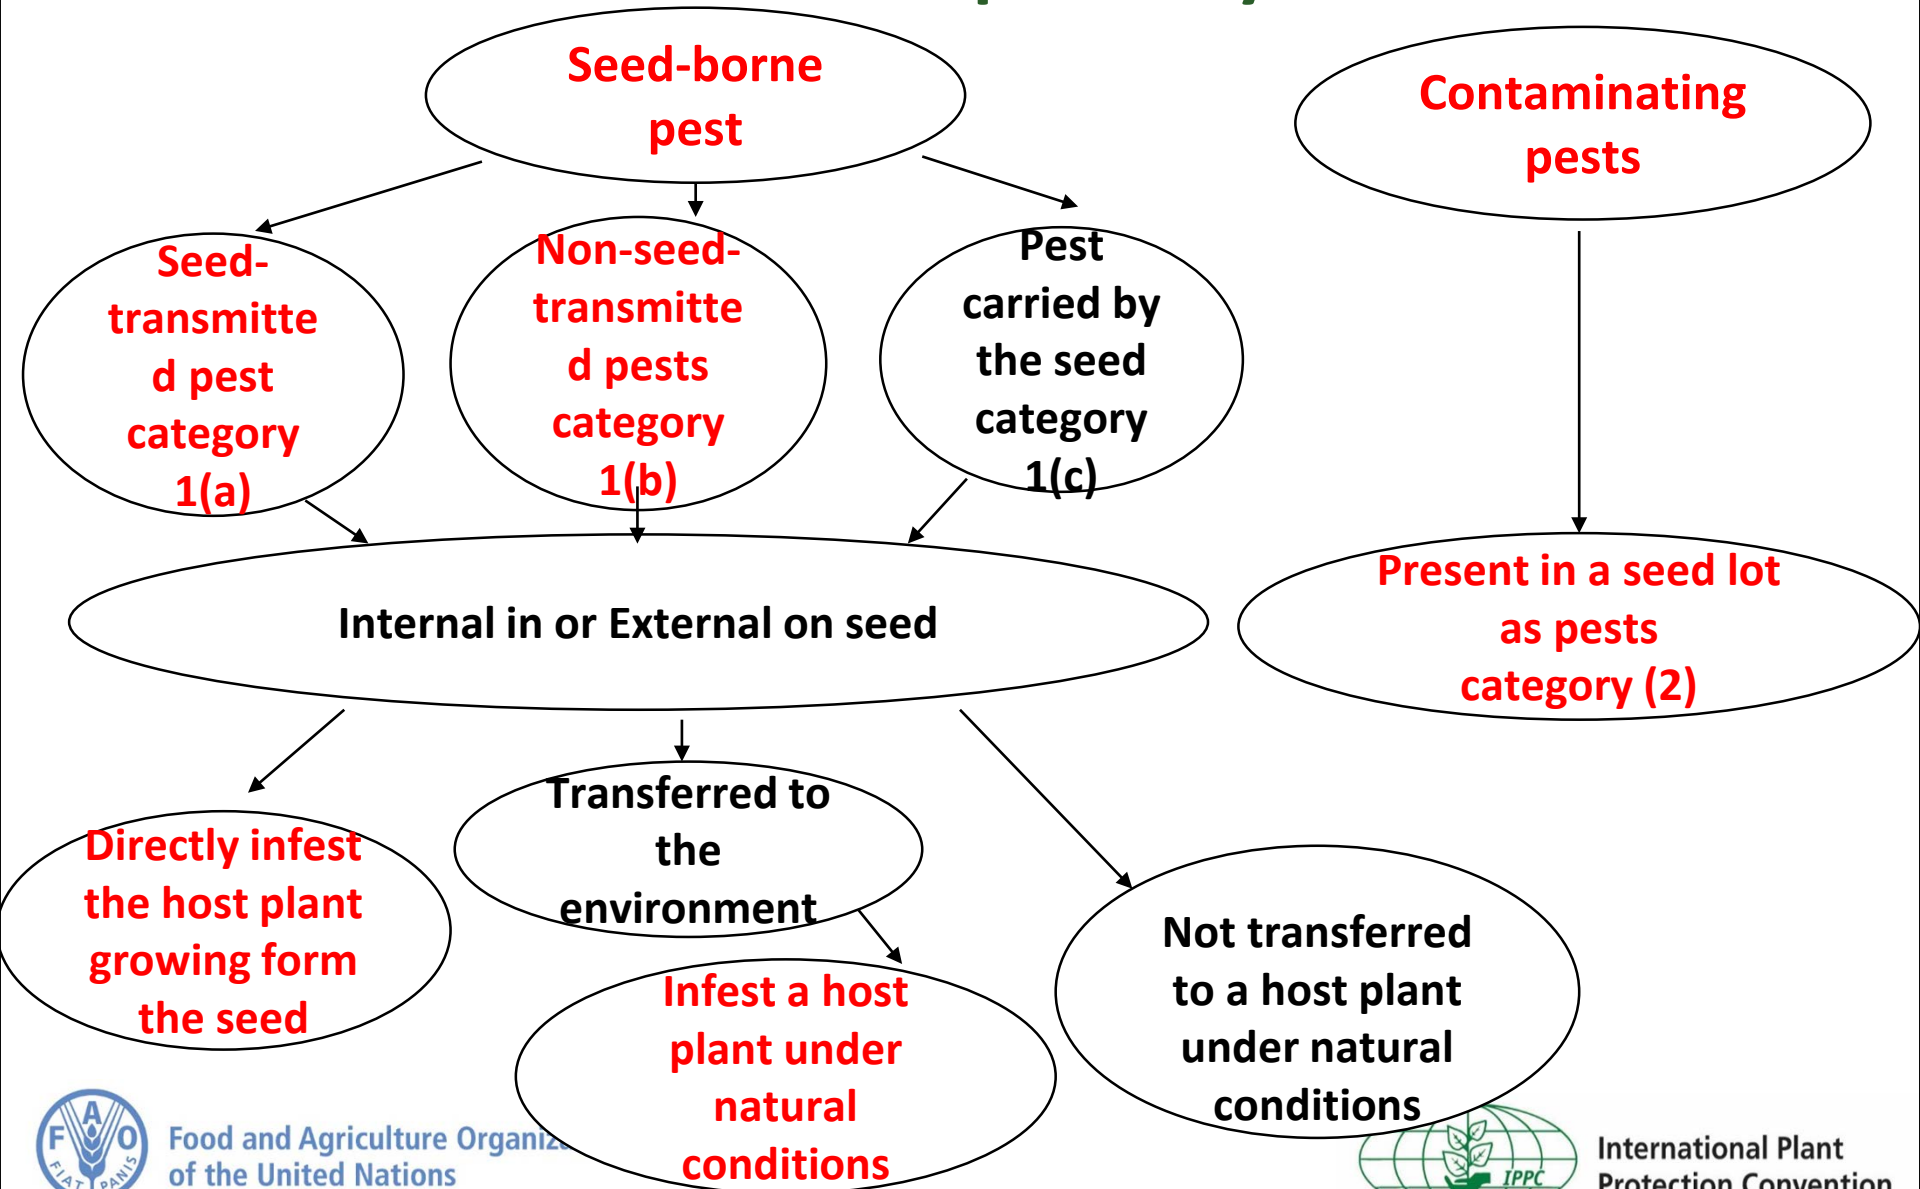 Seed-borne
pest
Contaminating
pests
Seed-
transmitte
d pest
category
1(a)
Non-seed-
transmitte
d pests
category
1(b)
Pest
carried by
the seed
category
1(c)
Internal in or External on seed
Present in a seed lot
as pests
category (2)
Directly infest
the host plant
growing form
the seed
Transferred to
the
environment
Infest a host
plant under
natural
conditions
Not transferred
to a host plant
under natural
conditions
FAO
FIAT PANIS
Food and Agriculture Organiz
of the United Nations
IPPC
International Plant
Protection Convention